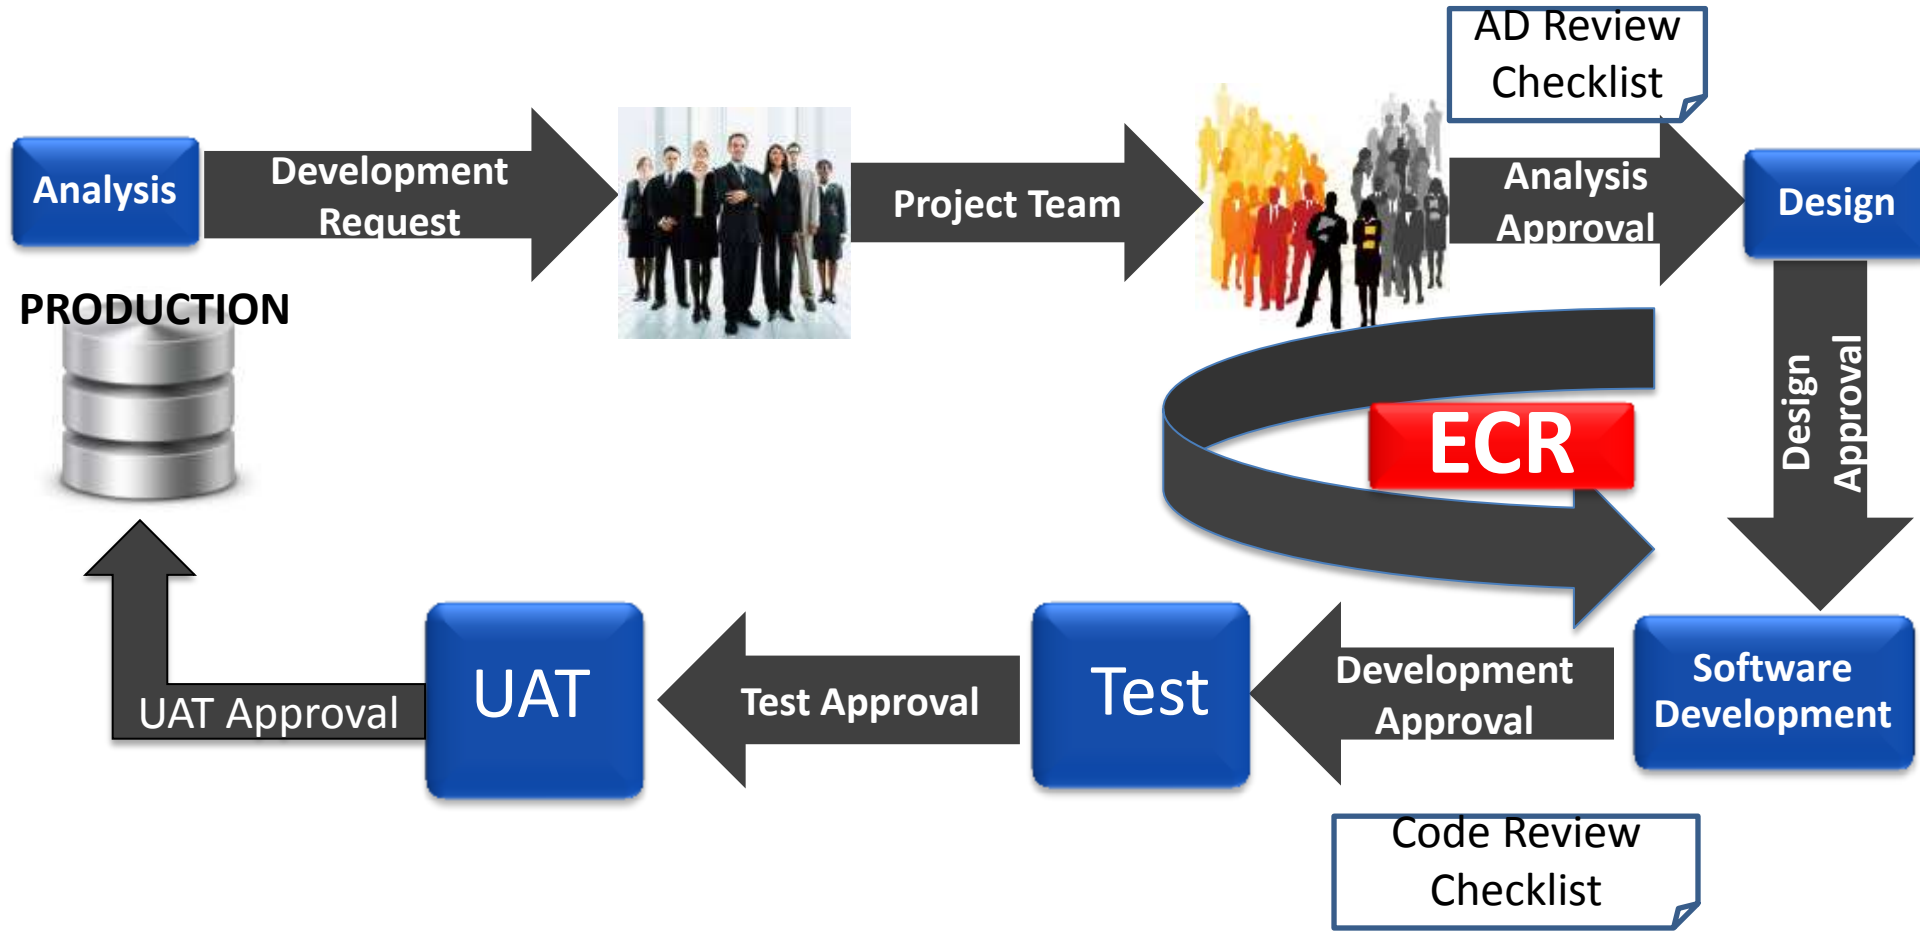 AD Review
Checklist
Analysis
Development
Request
Project Team
Analysis
Approval
Design
PRODUCTION
ECR
Design
Approval
UAT Approval
UAT
Test Approval
Test
Development
Approval
Software
Development
Code Review
Checklist